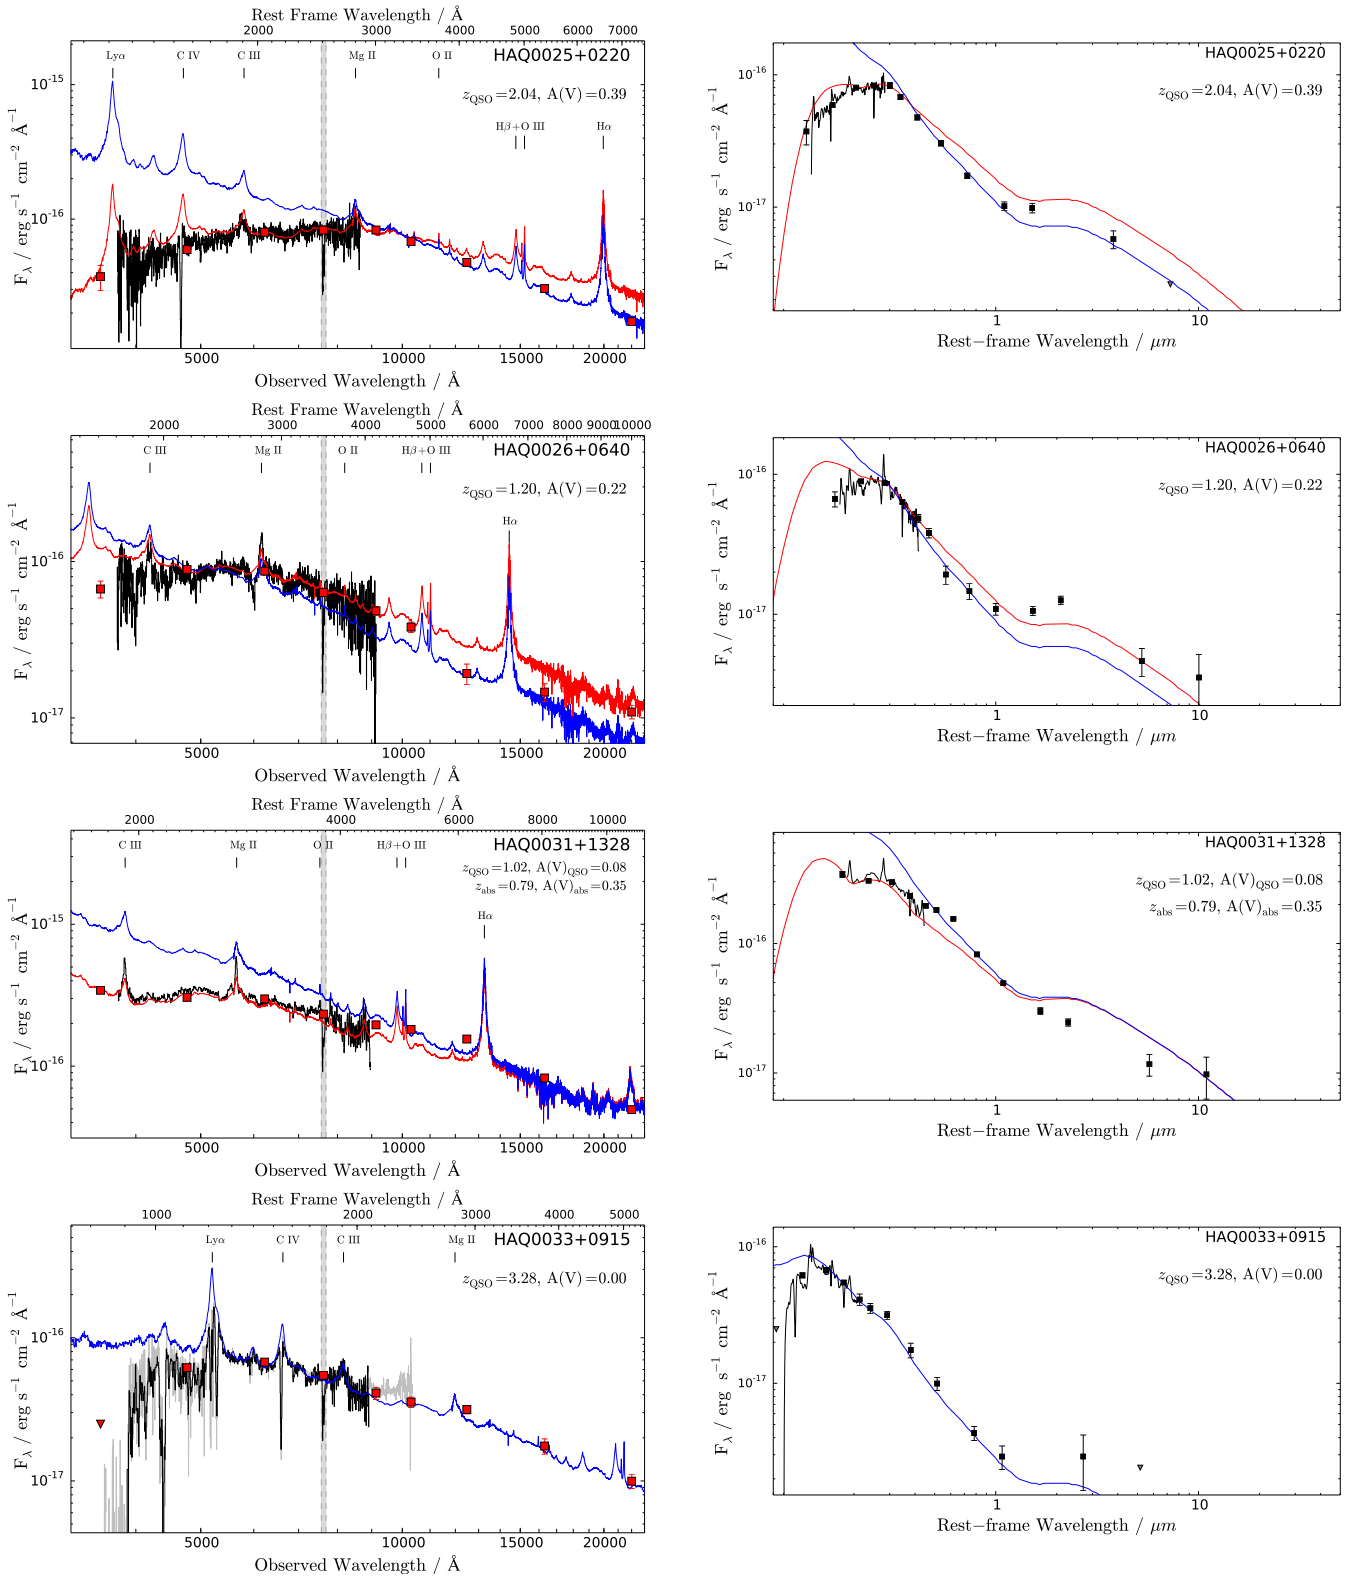 Rest Frame Wavelength / Å
2000 3000 4000 5000 6000 7000
Lyα C IV C III Mg II O II
HAQ0025+0220
z_QSO=2.04, A(V)=0.39
Hβ+O III Hα
10^-15
10^-16
F_λ / erg s^-1 cm^-2 Å^-1
5000 10000 15000 20000
Observed Wavelength / Å
HAQ0025+0220
z_QSO=2.04, A(V)=0.39
10^-16
10^-17
F_λ / erg s^-1 cm^-2 Å^-1
1 10
Rest−frame Wavelength / μm
Rest Frame Wavelength / Å
2000 3000 4000 5000 6000 7000 8000 9000 10000
C III Mg II O II Hβ+O III
HAQ0026+0640
z_QSO=1.20, A(V)=0.22
Hα
10^-16
10^-17
F_λ / erg s^-1 cm^-2 Å^-1
5000 10000 15000 20000
Observed Wavelength / Å
HAQ0026+0640
z_QSO=1.20, A(V)=0.22
10^-16
10^-17
F_λ / erg s^-1 cm^-2 Å^-1
1 10
Rest−frame Wavelength / μm
Rest Frame Wavelength / Å
2000 4000 6000 8000 10000
C III Mg II O II Hβ+O III
HAQ0031+1328
z_QSO=1.02, A(V)_QSO=0.08
z_abs=0.79, A(V)_abs=0.35
Hα
10^-15
10^-16
F_λ / erg s^-1 cm^-2 Å^-1
5000 10000 15000 20000
Observed Wavelength / Å
HAQ0031+1328
z_QSO=1.02, A(V)_QSO=0.08
z_abs=0.79, A(V)_abs=0.35
10^-16
10^-17
F_λ / erg s^-1 cm^-2 Å^-1
1 10
Rest−frame Wavelength / μm
Rest Frame Wavelength / Å
1000 2000 3000 4000 5000
Lyα C IV C III Mg II
HAQ0033+0915
z_QSO=3.28, A(V)=0.00
10^-16
10^-17
F_λ / erg s^-1 cm^-2 Å^-1
5000 10000 15000 20000
Observed Wavelength / Å
HAQ0033+0915
z_QSO=3.28, A(V)=0.00
10^-16
10^-17
F_λ / erg s^-1 cm^-2 Å^-1
1 10
Rest−frame Wavelength / μm